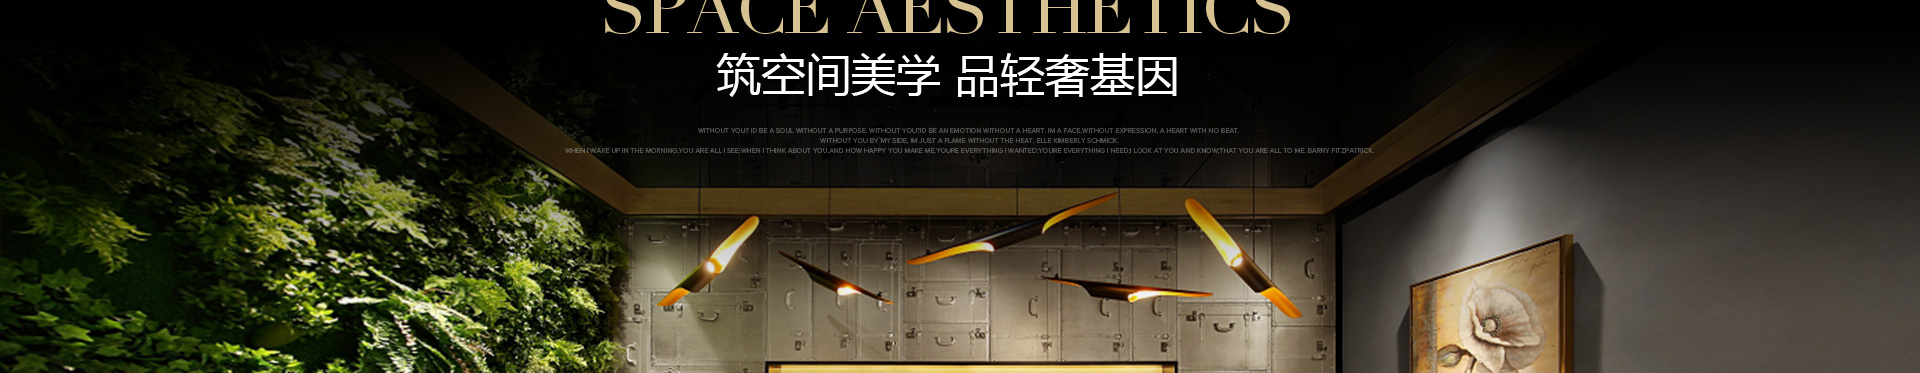 SPACE AESTHETICS
筑空间美学 品轻奢基因
WITHOUT YOU? ID BE A SOUL WITHOUT A PURPOSE. WITHOUT YOU?ID BE AN EMOTION WITHOUT A HEART. IM A FACE,WITHOUT EXPRESSION, A HEART WITH NO BEAT.
WITHOUT YOU BY MY SIDE, IM JUST A FLAME WITHOUT THE HEAT. ELLE KIMBERLY SCHMICK.
WHEN I WAKE UP IN THE MORNING,YOU ARE ALL I SEE;WHEN I THINK ABOUT YOU,AND HOW HAPPY YOU MAKE ME.YOURE EVERYTHING I WANTED;YOURE EVERYTHING I NEED;I LOOK AT YOU AND KNOW;THAT YOU ARE ALL TO ME. BARRY FITZPATRICK.